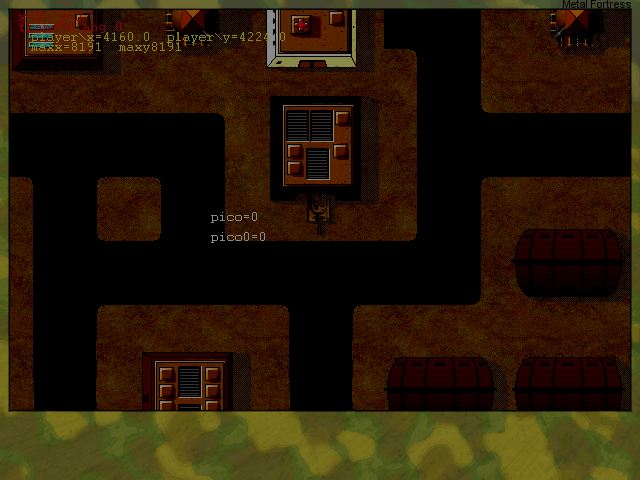 Metal Fortress
player\x=4160.0 player\y=4224.0
maxx=8191 maxy8191
pico=0
pico0=0